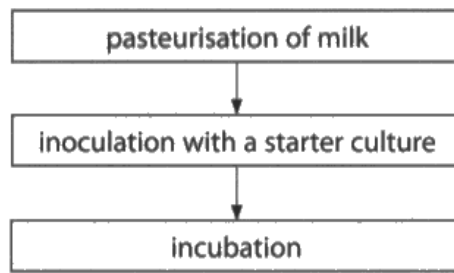 pasteurisation of milk
inoculation with a starter culture
incubation